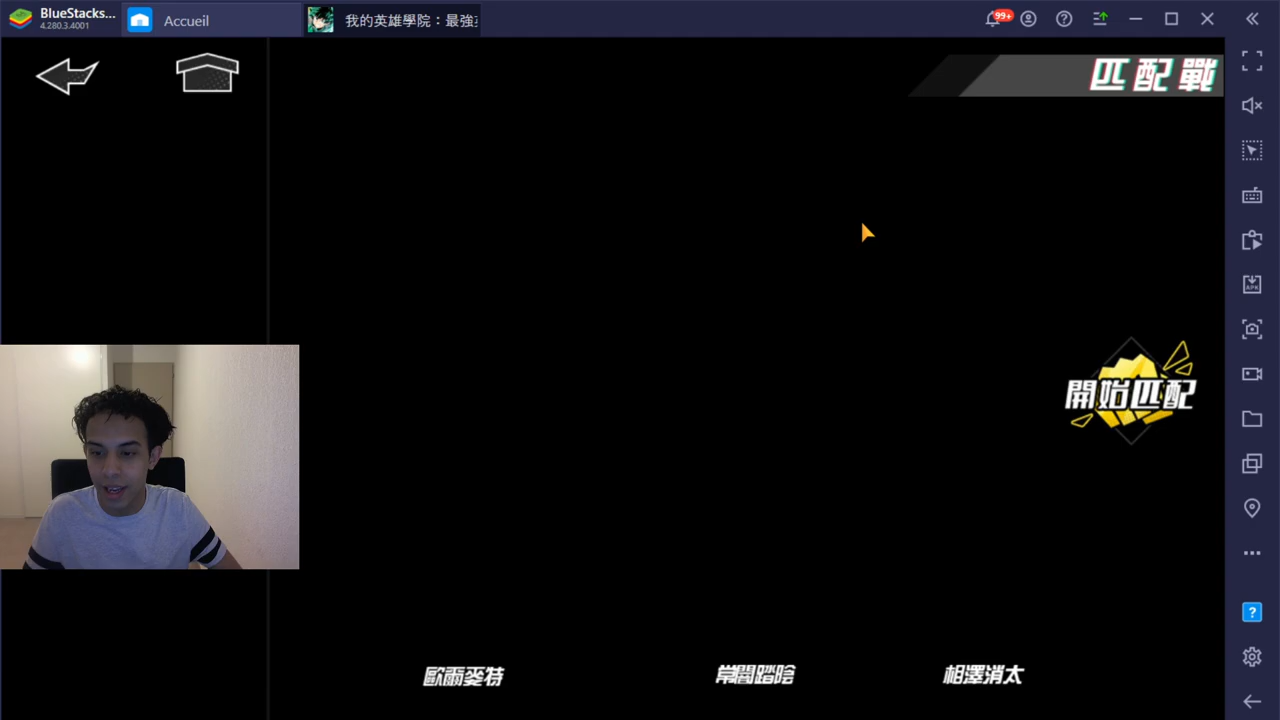 BlueStacks...
4.280.3.4001
Accueil
我的英雄學院：最強
99+
匹配戰
APK
開始匹配
?
歐爾麥特
常闇踏陰
相澤消太